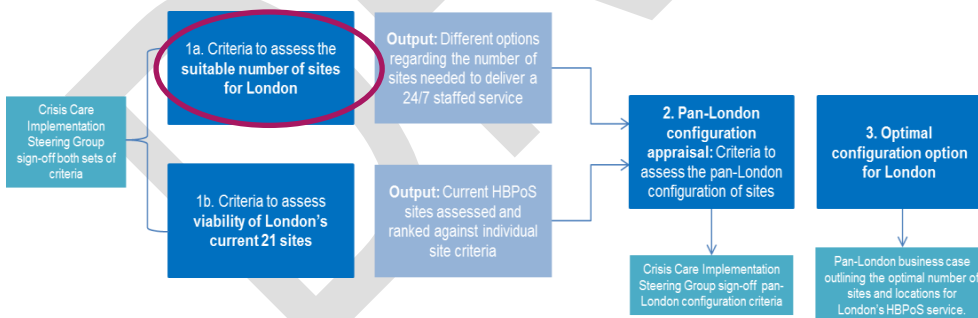 Crisis Care
Implementation
Steering Group
sign-off both sets of
criteria
1a. Criteria to assess the
suitable number of sites
for London
Output: Different options
regarding the number of
sites needed to deliver a
24/7 staffed service
1b. Criteria to assess
viability of London's
current 21 sites
Output: Current HBPoS
sites assessed and
ranked against individual
site criteria
2. Pan-London
configuration
appraisal: Criteria to
assess the pan-London
configuration of sites
Crisis Care Implementation
Steering Group sign-off pan-
London configuration criteria
3. Optimal
configuration option
for London
Pan-London business case
outlining the optimal number of
sites and locations for
London's HBPoS service.